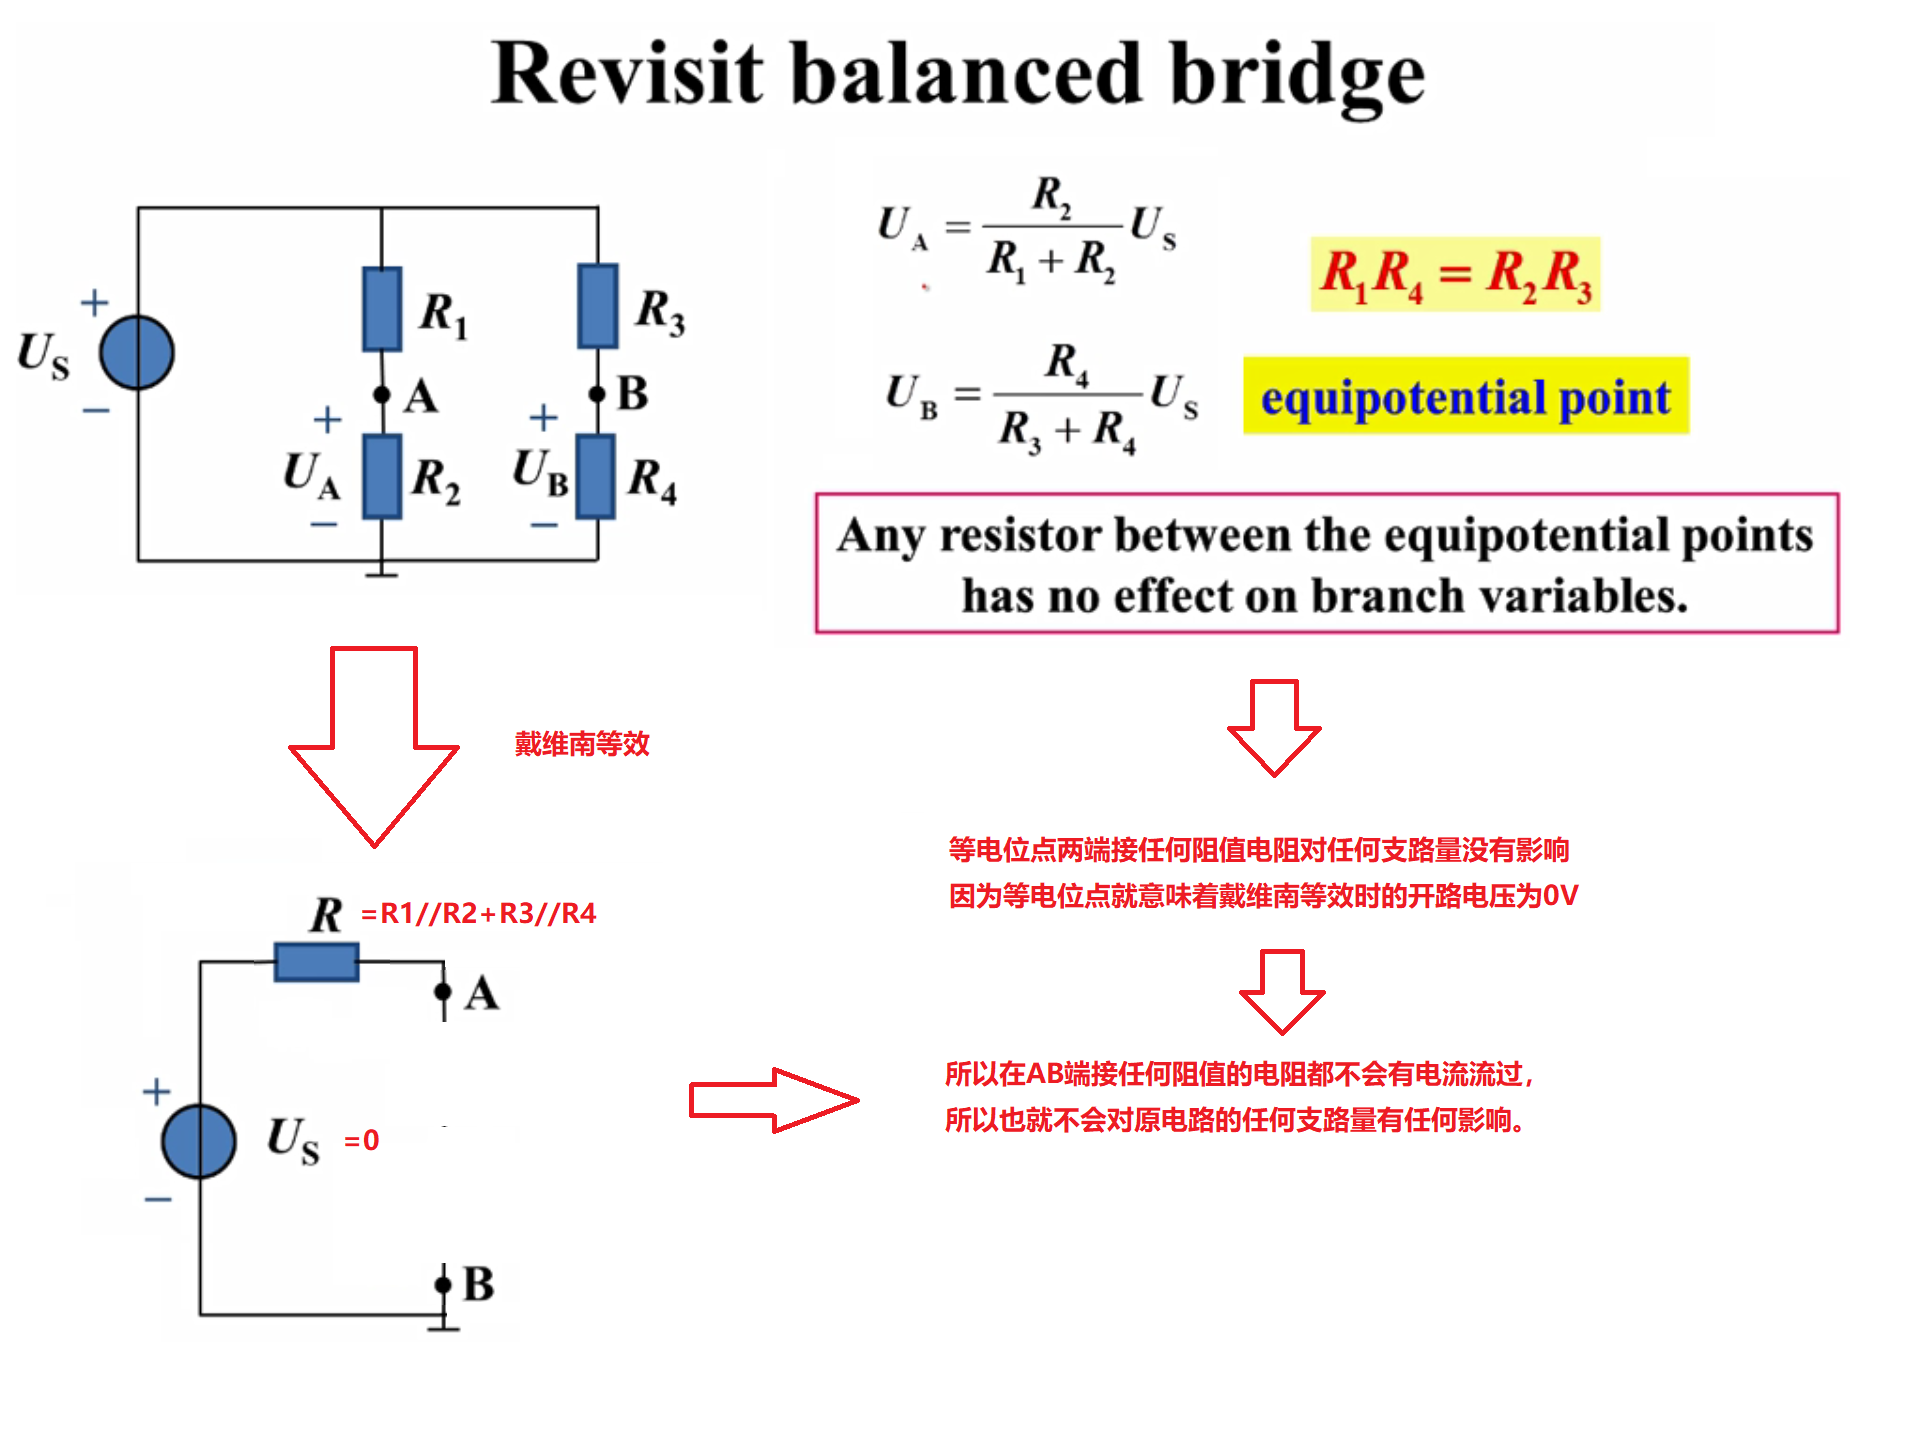 Revisit balanced bridge
+
U_S
−
R_1
A
+
U_A
−
R_2
R_3
B
+
U_B
−
R_4
U_A = R_2 / (R_1 + R_2) U_S
R_1 R_4 = R_2 R_3
U_B = R_4 / (R_3 + R_4) U_S
equipotential point
Any resistor between the equipotential points
has no effect on branch variables.
戴维南等效
等电位点两端接任何阻值电阻对任何支路量没有影响
因为等电位点就意味着戴维南等效时的开路电压为0V
R =R1//R2+R3//R4
A
+
U_S =0
−
B
所以在AB端接任何阻值的电阻都不会有电流流过，
所以也就不会对原电路的任何支路量有任何影响。